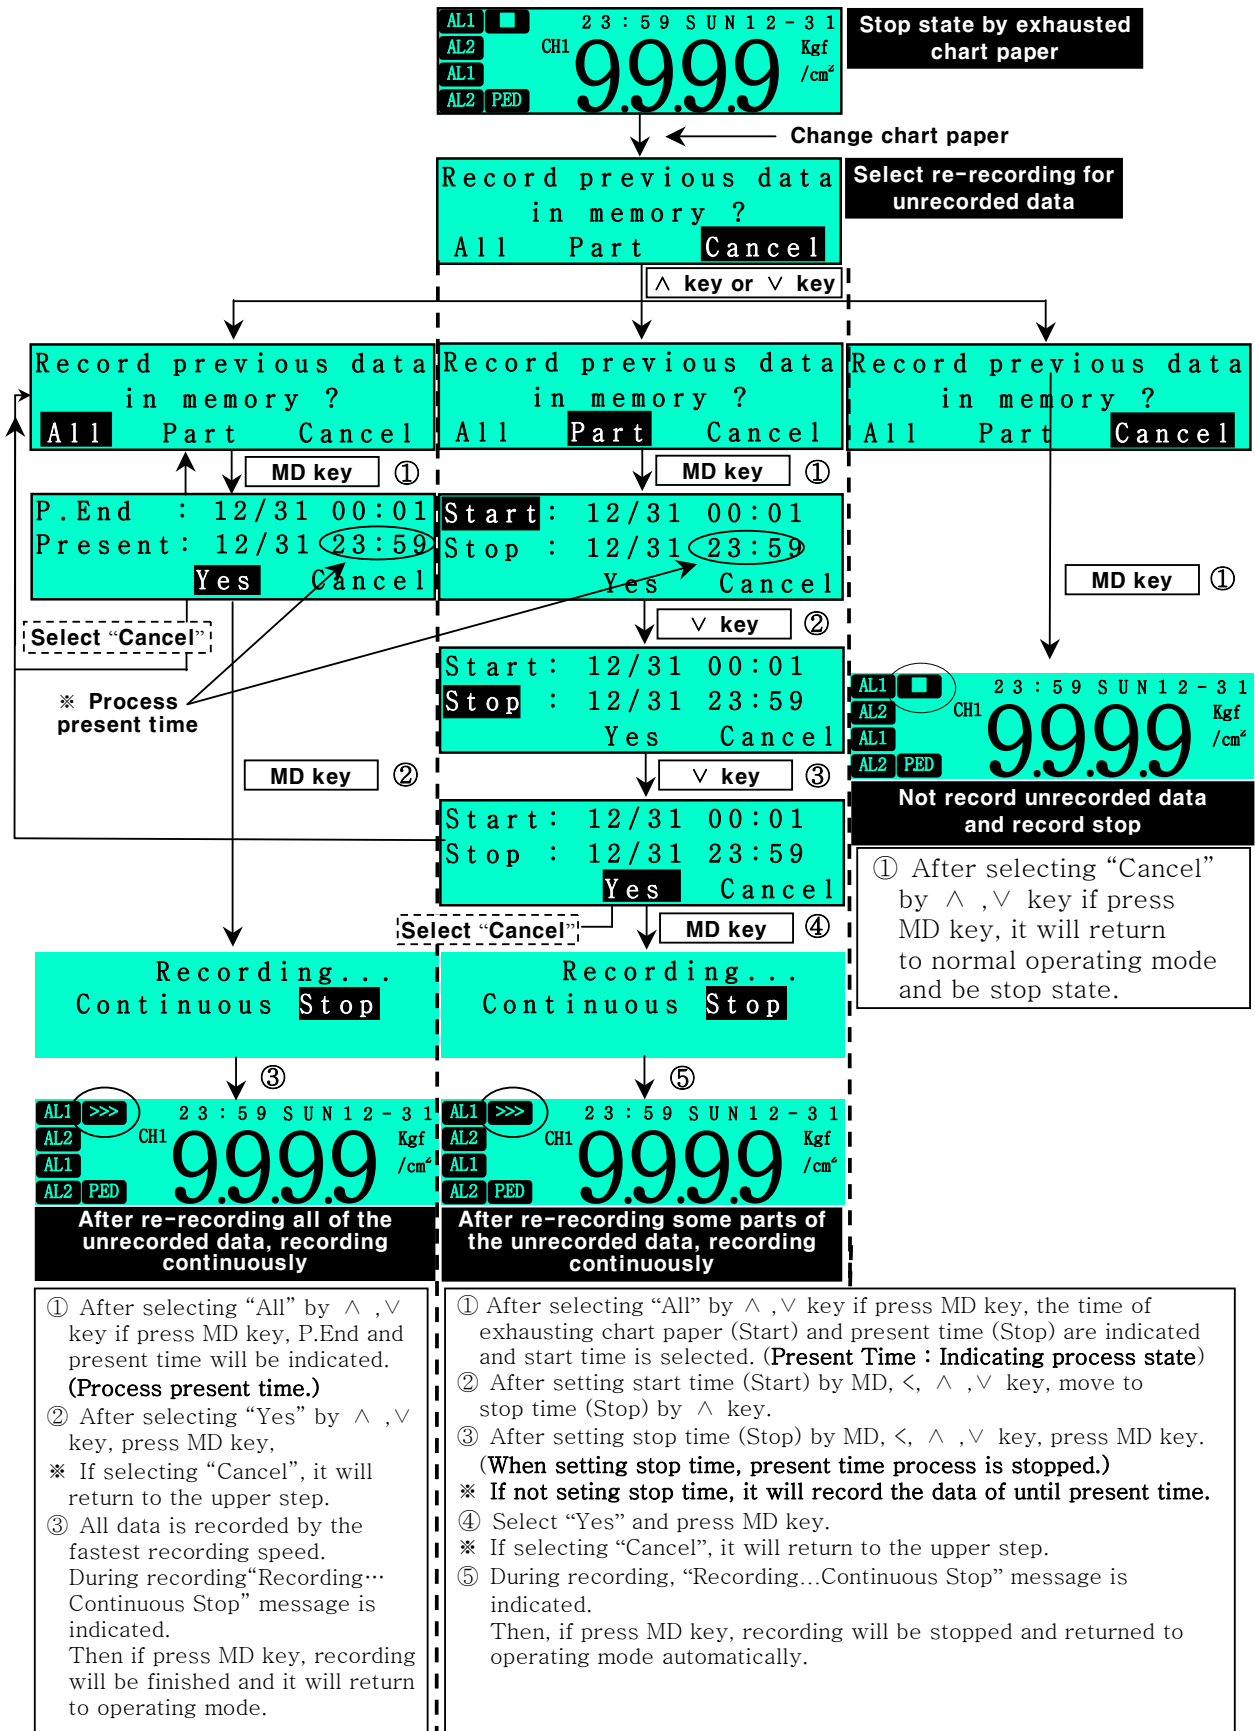 AL1 23:59 SUN12-31
AL2 CH1 9.9.9.9 Kgf
AL1 /cm²
AL2 PED
Stop state by exhausted
chart paper
Change chart paper
Record previous data
in memory ?
All Part Cancel
Select re-recording for
unrecorded data
∧ key or ∨ key
Record previous data
in memory ?
All Part Cancel
Record previous data
in memory ?
All Part Cancel
Record previous data
in memory ?
All Part Cancel
MD key ①
MD key ①
P.End : 12/31 00:01
Present: 12/31 23:59
Yes Cancel
Start: 12/31 00:01
Stop : 12/31 23:59
Yes Cancel
MD key ①
Select “Cancel”
∨ key ②
※ Process
present time
Start: 12/31 00:01
Stop : 12/31 23:59
Yes Cancel
MD key ②
∨ key ③
AL1 23:59 SUN12-31
AL2 CH1 9.9.9.9 Kgf
AL1 /cm²
AL2 PED
Not record unrecorded data
and record stop
Start: 12/31 00:01
Stop : 12/31 23:59
Yes Cancel
Select “Cancel”
MD key ④
① After selecting “Cancel”
by ∧ ,∨ key if press
MD key, it will return
to normal operating mode
and be stop state.
Recording...
Continuous Stop
Recording...
Continuous Stop
③
⑤
AL1 >>> 23:59 SUN12-31
AL2 CH1 9.9.9.9 Kgf
AL1 /cm²
AL2 PED
AL1 >>> 23:59 SUN12-31
AL2 CH1 9.9.9.9 Kgf
AL1 /cm²
AL2 PED
After re-recording all of the
unrecorded data, recording
continuously
After re-recording some parts of
the unrecorded data, recording
continuously
① After selecting “All” by ∧ ,∨
key if press MD key, P.End and
present time will be indicated.
(Process present time.)
② After selecting “Yes” by ∧ ,∨
key, press MD key,
※ If selecting “Cancel”, it will
return to the upper step.
③ All data is recorded by the
fastest recording speed.
During recording“Recording…
Continuous Stop” message is
indicated.
Then if press MD key, recording
will be finished and it will return
to operating mode.
① After selecting “All” by ∧ ,∨ key if press MD key, the time of
exhausting chart paper (Start) and present time (Stop) are indicated
and start time is selected. (Present Time : Indicating process state)
② After setting start time (Start) by MD, <, ∧ ,∨ key, move to
stop time (Stop) by ∧ key.
③ After setting stop time (Stop) by MD, <, ∧ ,∨ key, press MD key.
(When setting stop time, present time process is stopped.)
※ If not seting stop time, it will record the data of until present time.
④ Select “Yes” and press MD key.
※ If selecting “Cancel”, it will return to the upper step.
⑤ During recording, “Recording...Continuous Stop” message is
indicated.
Then, if press MD key, recording will be stopped and returned to
operating mode automatically.